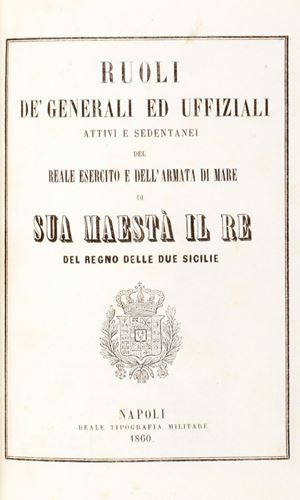 RUOLI
DE' GENERALI ED UFFIZIALI
ATTIVI E SEDENTANEI
DEL
REALE ESERCITO E DELL'ARMATA DI MARE
DI
SUA MAESTÀ IL RE
DEL REGNO DELLE DUE SICILIE
NAPOLI
REALE TIPOGRAFIA MILITARE
1860.